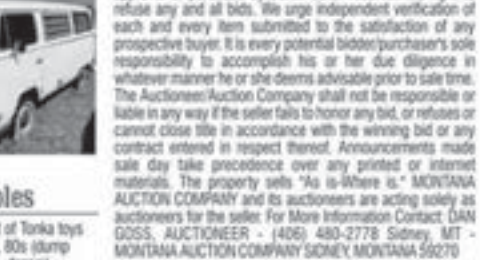 refuse any and all bids. We urge independent verification of
each and every item submitted to the satisfaction of any
prospective buyer. It is every potential bidder/purchaser's sole
responsibility to accomplish his or her due diligence in
whatever manner he or she deems advisable prior to sale time.
The Auctioneer/Auction Company shall not be responsible or
liable in any way if the seller fails to honor any bid, or refuses or
cannot close title in accordance with the winning bid or any
contract entered in respect thereof. Announcements made
sale day take precedence over any printed or internet
materials. The property sells "As is-Where is." MONTANA
AUCTION COMPANY and its auctioneers are acting solely as
auctioneers for the seller. For More Information Contact: DAN
GOSS, AUCTIONEER - (406) 480-2778 Sidney, MT -
MONTANA AUCTION COMPANY SIDNEY, MONTANA 59270
bles
of Tonka toys
80s (dump